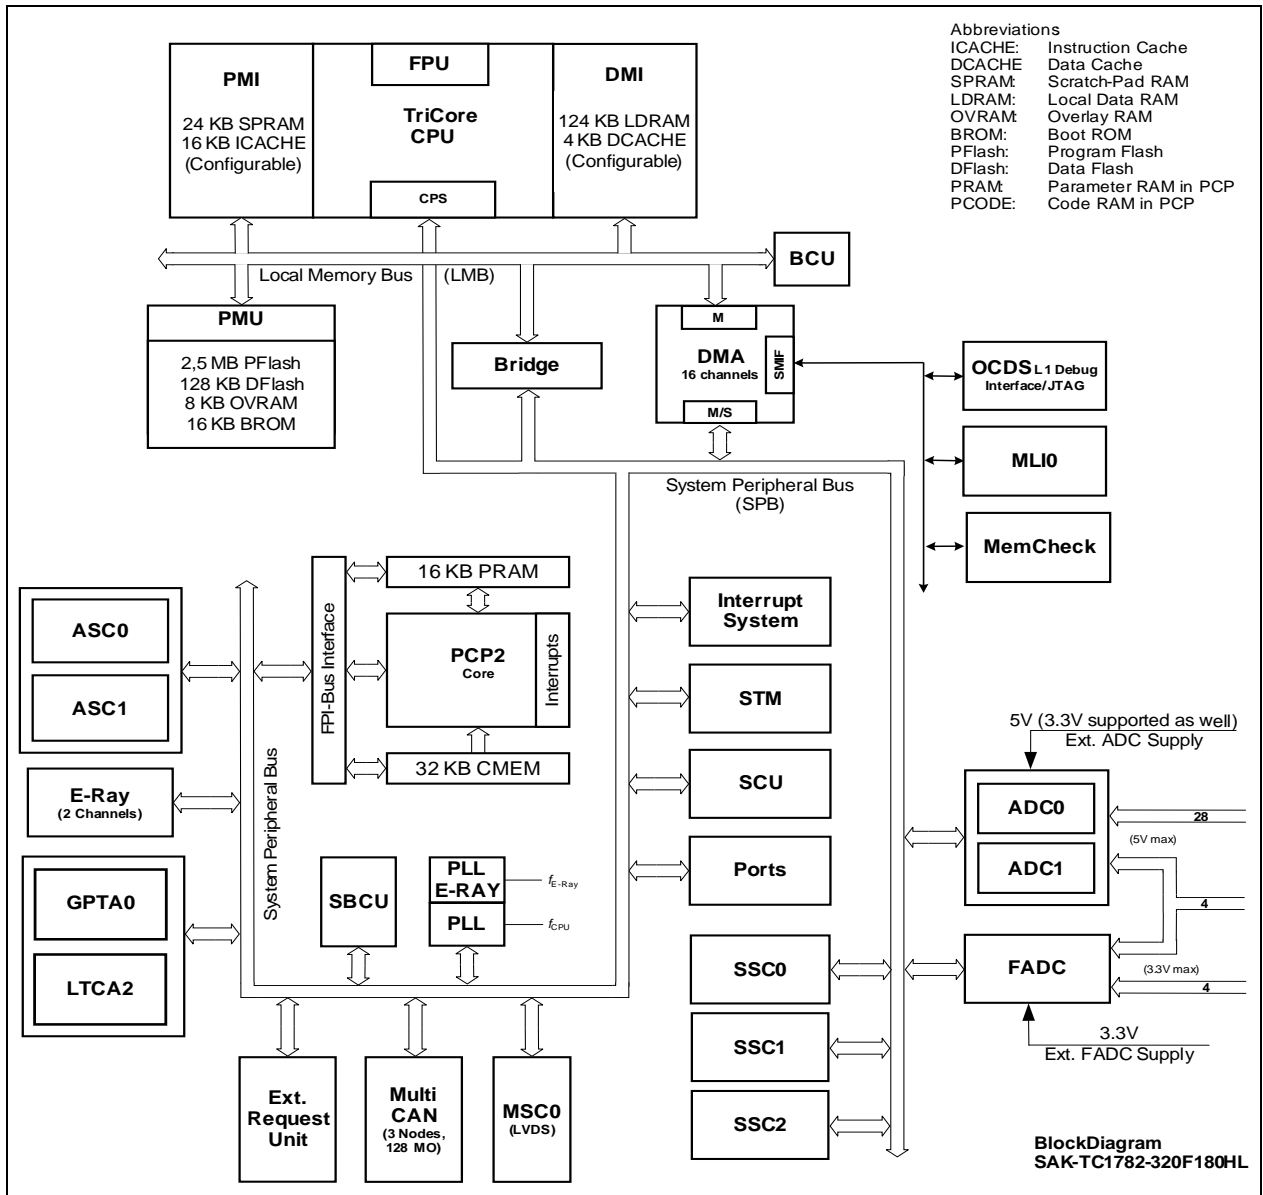 Abbreviations
ICACHE: Instruction Cache
DCACHE Data Cache
SPRAM: Scratch-Pad RAM
LDRAM: Local Data RAM
OVRAM: Overlay RAM
BROM: Boot ROM
PFlash: Program Flash
DFlash: Data Flash
PRAM: Parameter RAM in PCP
PCODE: Code RAM in PCP
PMI
24 KB SPRAM
16 KB ICACHE
(Configurable)
FPU
TriCore
CPU
CPS
DMI
124 KB LDRAM
4 KB DCACHE
(Configurable)
BCU
Local Memory Bus (LMB)
PMU
2,5 MB PFlash
128 KB DFlash
8 KB OVRAM
16 KB BROM
Bridge
M
DMA
16 channels
SMIF
M/S
OCDS L1 Debug
Interface/JTAG
MLI0
MemCheck
System Peripheral Bus
(SPB)
ASC0
ASC1
E-Ray
(2 Channels)
GPTA0
LTCA2
System Peripheral Bus
FPI-Bus Interface
16 KB PRAM
PCP2
Core
Interrupts
32 KB CMEM
SBCU
PLL
E-RAY
fE-Ray
PLL
fCPU
Interrupt
System
STM
SCU
Ports
SSC0
SSC1
SSC2
5V (3.3V supported as well)
Ext. ADC Supply
ADC0
ADC1
28
(5V max)
4
FADC
(3.3V max)
4
3.3V
Ext. FADC Supply
Ext.
Request
Unit
Multi
CAN
(3 Nodes,
128 MO)
MSC0
(LVDS)
BlockDiagram
SAK-TC1782-320F180HL